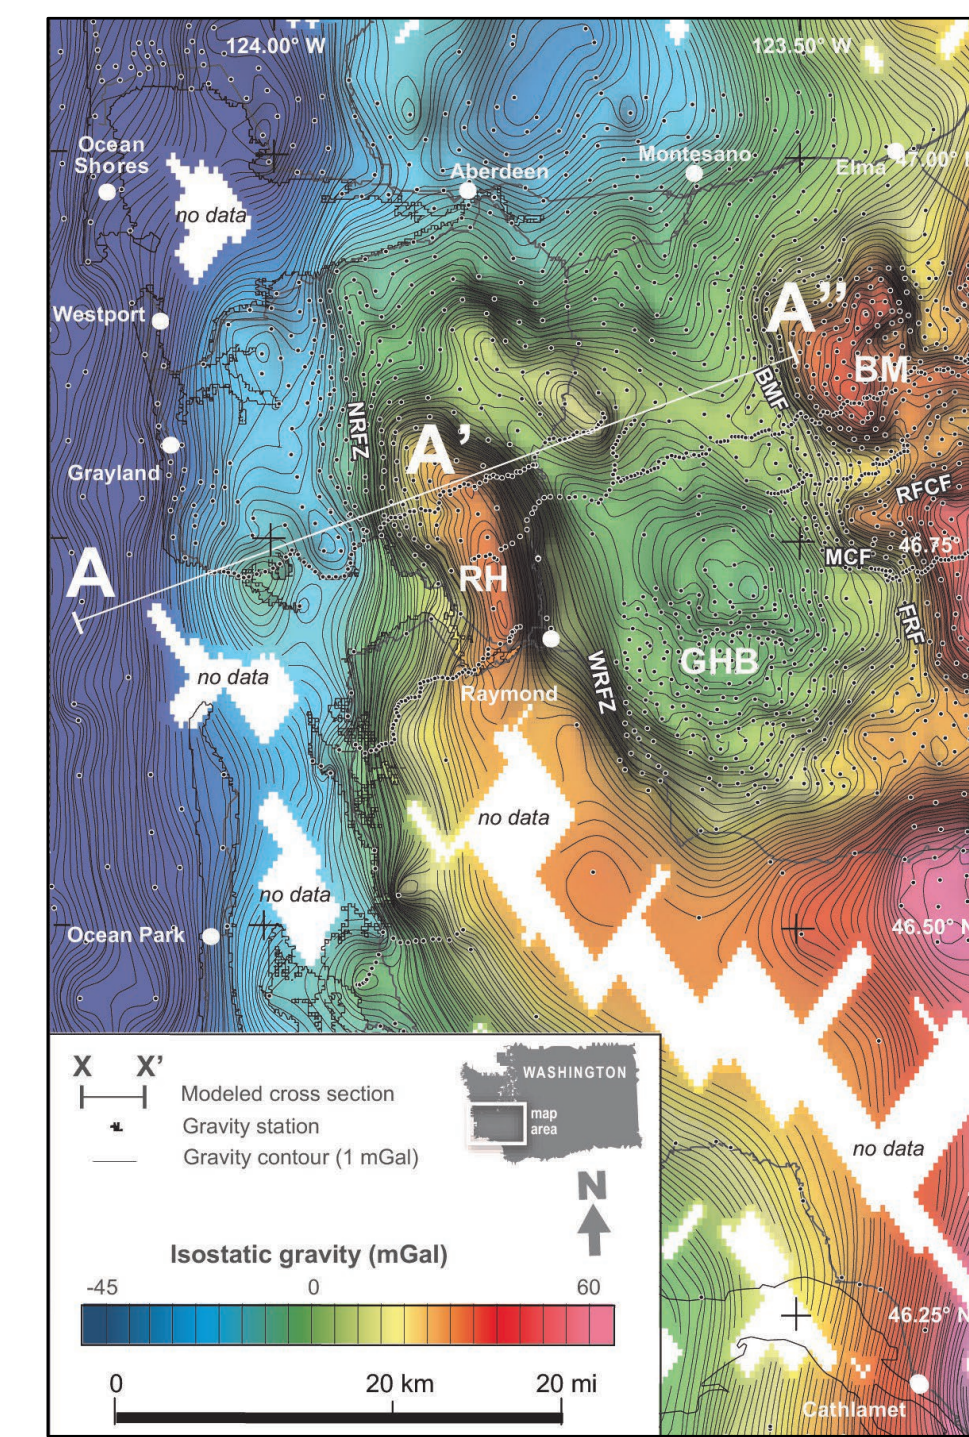 124.00° W
123.50° W
Ocean
Shores
no data
Aberdeen
Montesano
Elma
47.00°
Westport
A”
BM
BMF
NRFZ
A’
Grayland
RFCF
46.75°
MCF
A
RH
FRF
no data
GHB
WRFZ
Raymond
no data
no data
Ocean Park
46.50° N
X X’
Modeled cross section
Gravity station
Gravity contour (1 mGal)
WASHINGTON
map
area
no data
N
Isostatic gravity (mGal)
-45 0 60
46.25° N
0 20 km 20 mi
Cathlamet